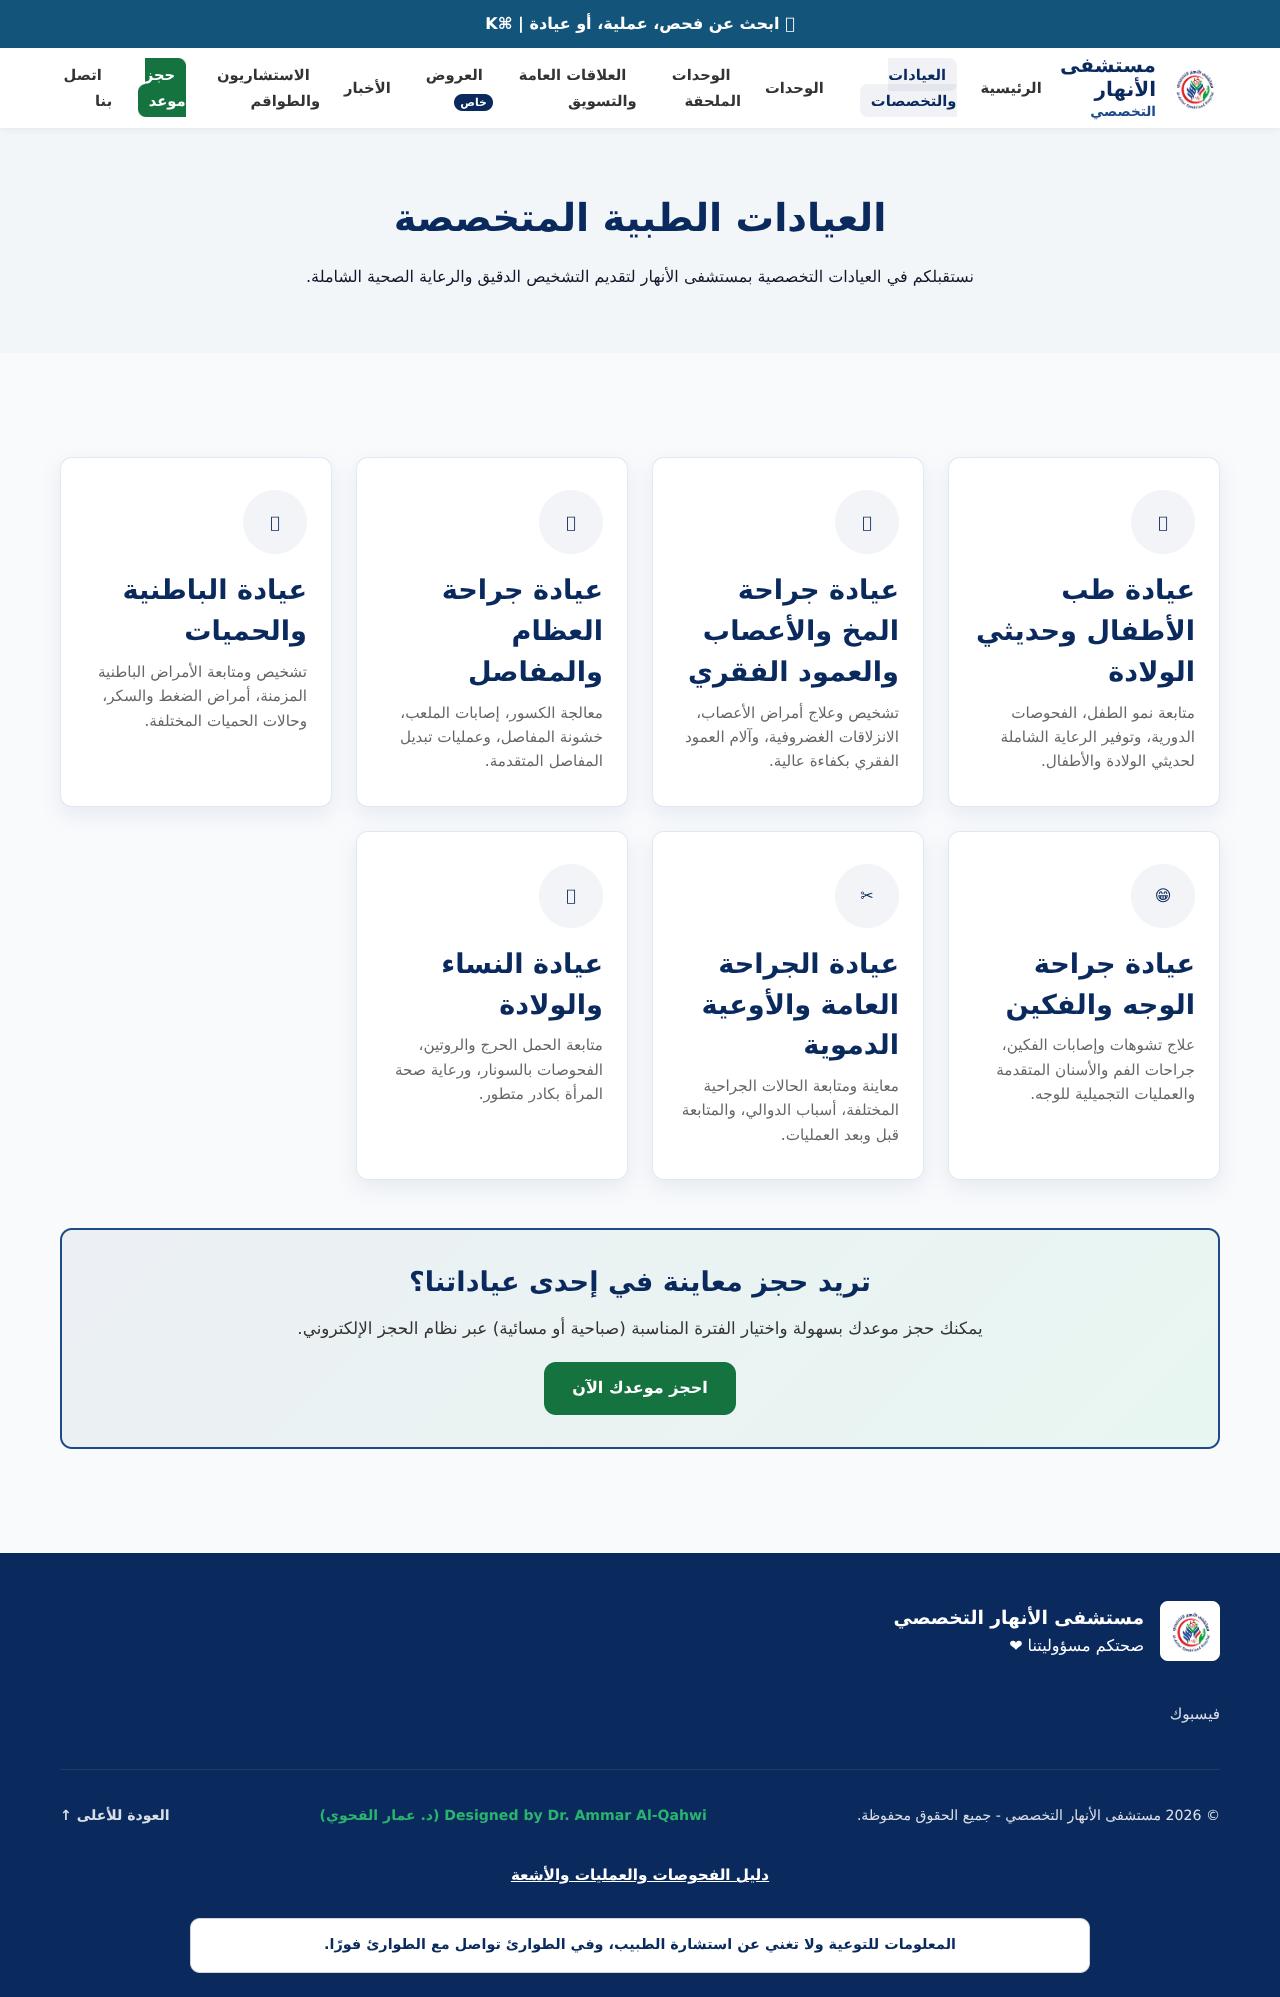 ابحث عن فحص، عملية، أو عيادة | ⌘K
مستشفى
الأنهار
التخصصي
الرئيسية
العيادات
والتخصصات
الوحدات
الوحدات
الملحقة
العلاقات العامة
والتسويق
العروض
خاص
الأخبار
الاستشاريون
والطواقم
حجز
موعد
اتصل
بنا
العيادات الطبية المتخصصة
نستقبلكم في العيادات التخصصية بمستشفى الأنهار لتقديم التشخيص الدقيق والرعاية الصحية الشاملة.
عيادة طب
الأطفال وحديثي
الولادة
متابعة نمو الطفل، الفحوصات
الدورية، وتوفير الرعاية الشاملة
لحديثي الولادة والأطفال.
عيادة جراحة
المخ والأعصاب
والعمود الفقري
تشخيص وعلاج أمراض الأعصاب،
الانزلاقات الغضروفية، وآلام العمود
الفقري بكفاءة عالية.
عيادة جراحة
العظام
والمفاصل
معالجة الكسور، إصابات الملعب،
خشونة المفاصل، وعمليات تبديل
المفاصل المتقدمة.
عيادة الباطنية
والحميات
تشخيص ومتابعة الأمراض الباطنية
المزمنة، أمراض الضغط والسكر،
وحالات الحميات المختلفة.
عيادة جراحة
الوجه والفكين
علاج تشوهات وإصابات الفكين،
جراحات الفم والأسنان المتقدمة
والعمليات التجميلية للوجه.
عيادة الجراحة
العامة والأوعية
الدموية
معاينة ومتابعة الحالات الجراحية
المختلفة، أسباب الدوالي، والمتابعة
قبل وبعد العمليات.
عيادة النساء
والولادة
متابعة الحمل الحرج والروتين،
الفحوصات بالسونار، ورعاية صحة
المرأة بكادر متطور.
تريد حجز معاينة في إحدى عياداتنا؟
يمكنك حجز موعدك بسهولة واختيار الفترة المناسبة (صباحية أو مسائية) عبر نظام الحجز الإلكتروني.
احجز موعدك الآن
مستشفى الأنهار التخصصي
صحتكم مسؤوليتنا ❤
فيسبوك
© 2026 مستشفى الأنهار التخصصي - جميع الحقوق محفوظة.
Designed by Dr. Ammar Al-Qahwi (د. عمار القحوي)
العودة للأعلى ↑
دليل الفحوصات والعمليات والأشعة
المعلومات للتوعية ولا تغني عن استشارة الطبيب، وفي الطوارئ تواصل مع الطوارئ فورًا.